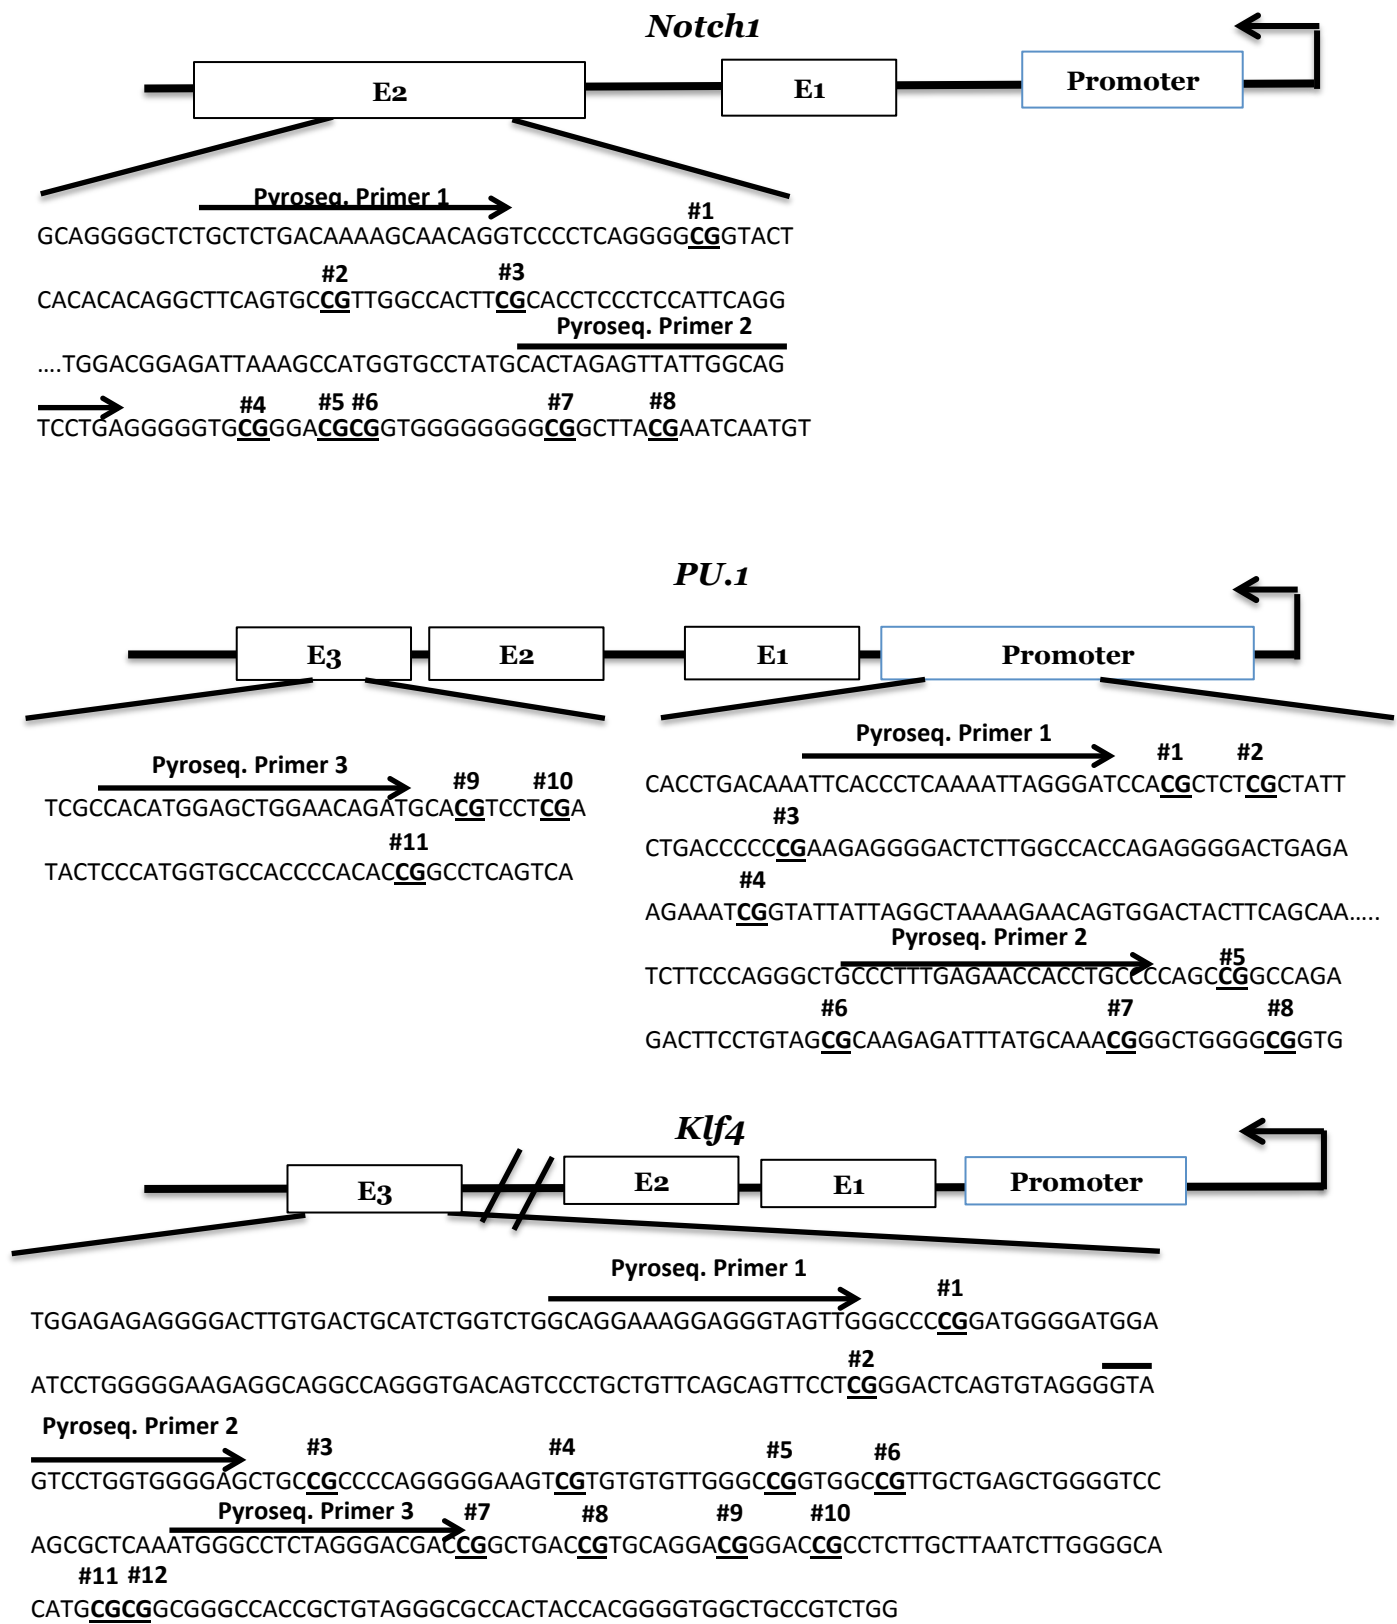 Notch1
E2 E1 Promoter
Pyroseq. Primer 1
#1
GCAGGGGCTCTGCTCTGACAAAAGCAACAGGTCCCCTCAGGGGCGGTACT
#2 #3
CACACACAGGCTTCAGTGCCGTTGGCCACTTCGCACCTCCCTCCATTCAGG
Pyroseq. Primer 2
....TGGACGGAGATTAAAGCCATGGTGCCTATGCACTAGAGTTATTGGCAG
#4 #5 #6 #7 #8
TCCTGAGGGGGTGCGGGACGCGGTGGGGGGGGCGGCTTACGAATCAATGT
PU.1
E3 E2 E1 Promoter
Pyroseq. Primer 3
#9 #10
TCGCCACATGGAGCTGGAACAGATGCACGTCCTCGA
#11
TACTCCCATGGTGCCACCCCACACCGGCCTCAGTCA
Pyroseq. Primer 1
#1 #2
CACCTGACAAATTCACCCTCAAAATTAGGGATCCACGCTCTCGCTATT
#3
CTGACCCCCCGAAGAGGGGACTCTTGGCCACCAGAGGGGACTGAGA
#4
AGAAATCGGTATTATTAGGCTAAAAGAACAGTGGACTACTTCAGCAA.....
Pyroseq. Primer 2
#5
TCTTCCCAGGGCTGCCCTTTGAGAACCACCTGCCCCAGCCGGCCAGA
#6 #7 #8
GACTTCCTGTAGCGCAAGAGATTTATGCAAACGGGCTGGGGCGGTG
Klf4
E3 E2 E1 Promoter
Pyroseq. Primer 1
#1
TGGAGAGAGGGGACTTGTGACTGCATCTGGTCTGGCAGGAAAGGAGGGTAGTTGGGCCCCGGATGGGGATGGA
#2
ATCCTGGGGGAAGAGGCAGGCCAGGGTGACAGTCCCTGCTGTTCAGCAGTTCCTCGGGACTCAGTGTAGGGGTA
Pyroseq. Primer 2
#3 #4 #5 #6
GTCCTGGTGGGGAGCTGCCGCCCCAGGGGGAAGTCGTGTGTGTTGGGCCGGTGGCCGTTGCTGAGCTGGGGTCC
Pyroseq. Primer 3 #7 #8 #9 #10
AGCGCTCAAATGGGCCTCTAGGGACGACCGGCTGACCGTGCAGGACGGGACCGCCTCTTGCTTAATCTTGGGGCA
#11 #12
CATGCGCGGCGGGCCACCGCTGTAGGGCGCCACTACCACGGGGTGGCTGCCGTCTGG